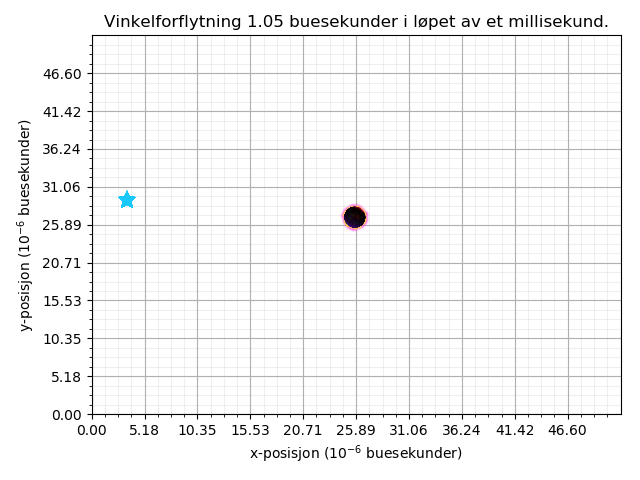 Vinkelforflytning 1.05 buesekunder i løpet av et millisekund.
46.60
41.42
36.24
31.06
25.89
20.71
15.53
10.35
5.18
0.00
y-posisjon (10⁻⁶ buesekunder)
0.00 5.18 10.35 15.53 20.71 25.89 31.06 36.24 41.42 46.60
x-posisjon (10⁻⁶ buesekunder)